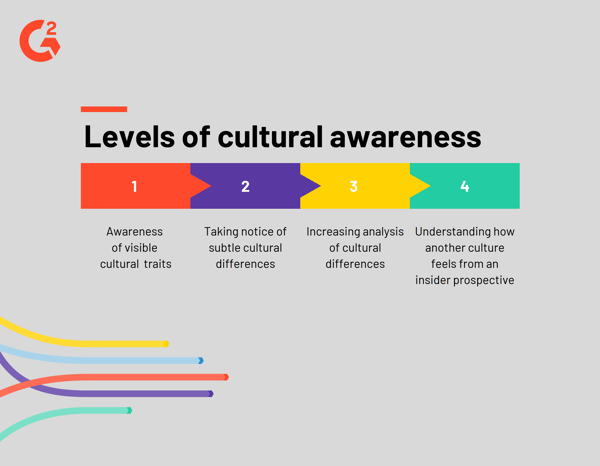 G2
Levels of cultural awareness
1
2
3
4
Awareness
of visible
cultural traits
Taking notice of
subtle cultural
differences
Increasing analysis
of cultural
differences
Understanding how
another culture
feels from an
insider prospective